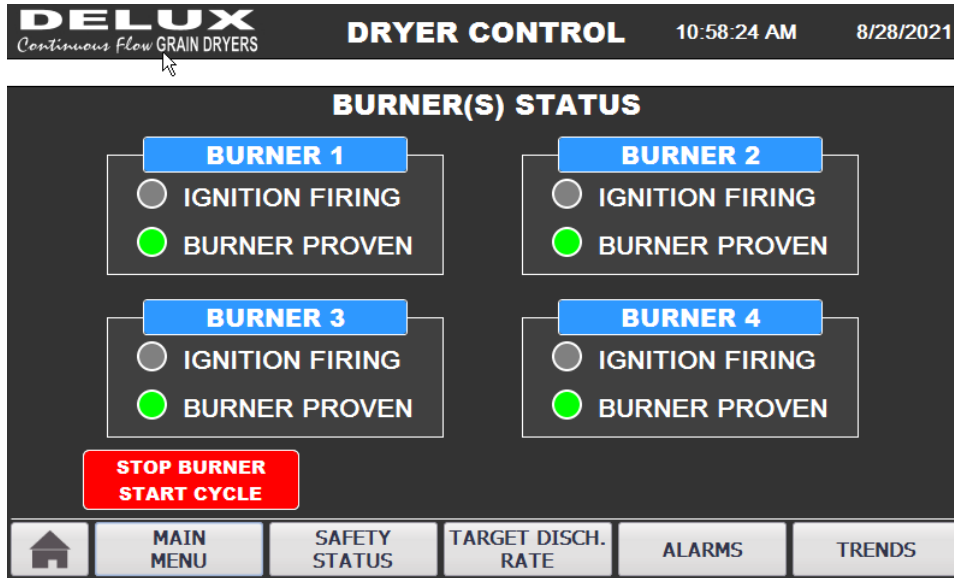 DELUX
Continuous Flow GRAIN DRYERS
DRYER CONTROL
10:58:24 AM
8/28/2021
BURNER(S) STATUS
BURNER 1
IGNITION FIRING
BURNER PROVEN
BURNER 2
IGNITION FIRING
BURNER PROVEN
BURNER 3
IGNITION FIRING
BURNER PROVEN
BURNER 4
IGNITION FIRING
BURNER PROVEN
STOP BURNER
START CYCLE
MAIN
MENU
SAFETY
STATUS
TARGET DISCH.
RATE
ALARMS
TRENDS